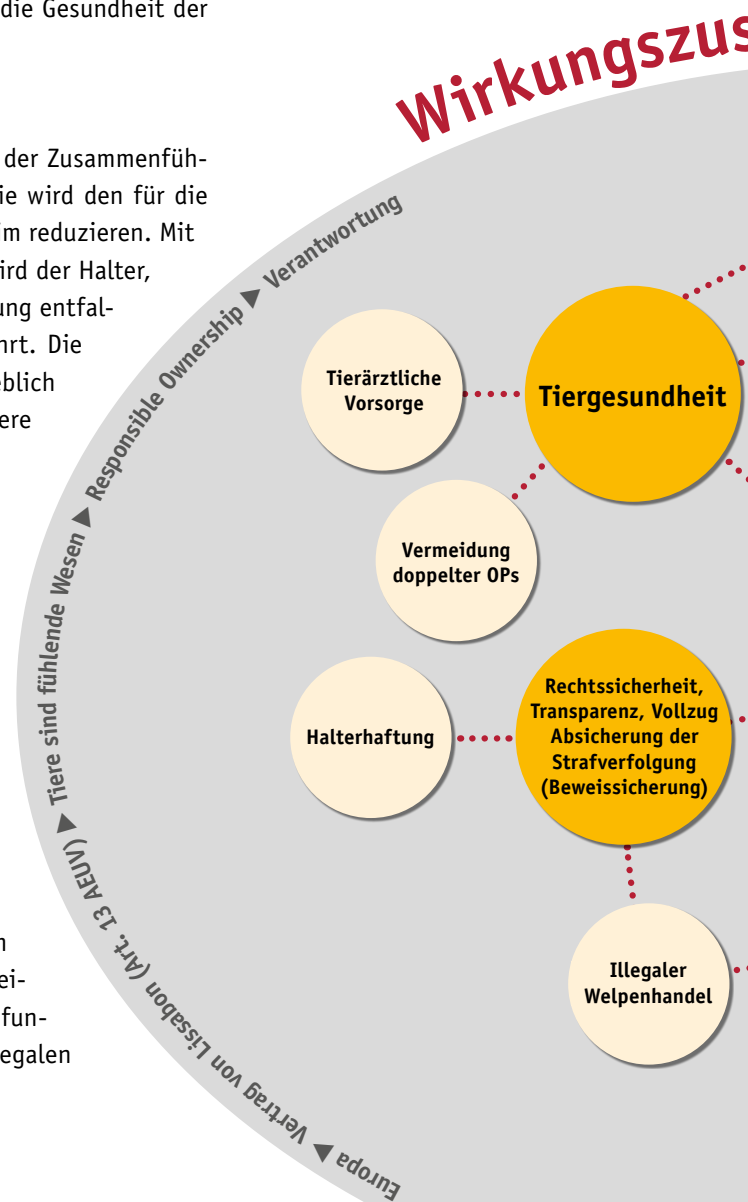 die Gesundheit der
Wirkungszus
der Zusammenfüh-
ie wird den für die
im reduzieren. Mit
ird der Halter,
ung entfal-
hrt. Die
eblich
ere
Europa ▶ Vertrag von Lissabon (Art. 13 AEUV) ▶ Tiere sind fühlende Wesen ▶ Responsible Ownership ▶ Verantwortung
Tierärztliche
Vorsorge
Tiergesundheit
Vermeidung
doppelter OPs
Halterhaftung
Rechtssicherheit,
Transparenz, Vollzug
Absicherung der
Strafverfolgung
(Beweissicherung)
Illegaler
Welpenhandel
ei-
fun-
egalen